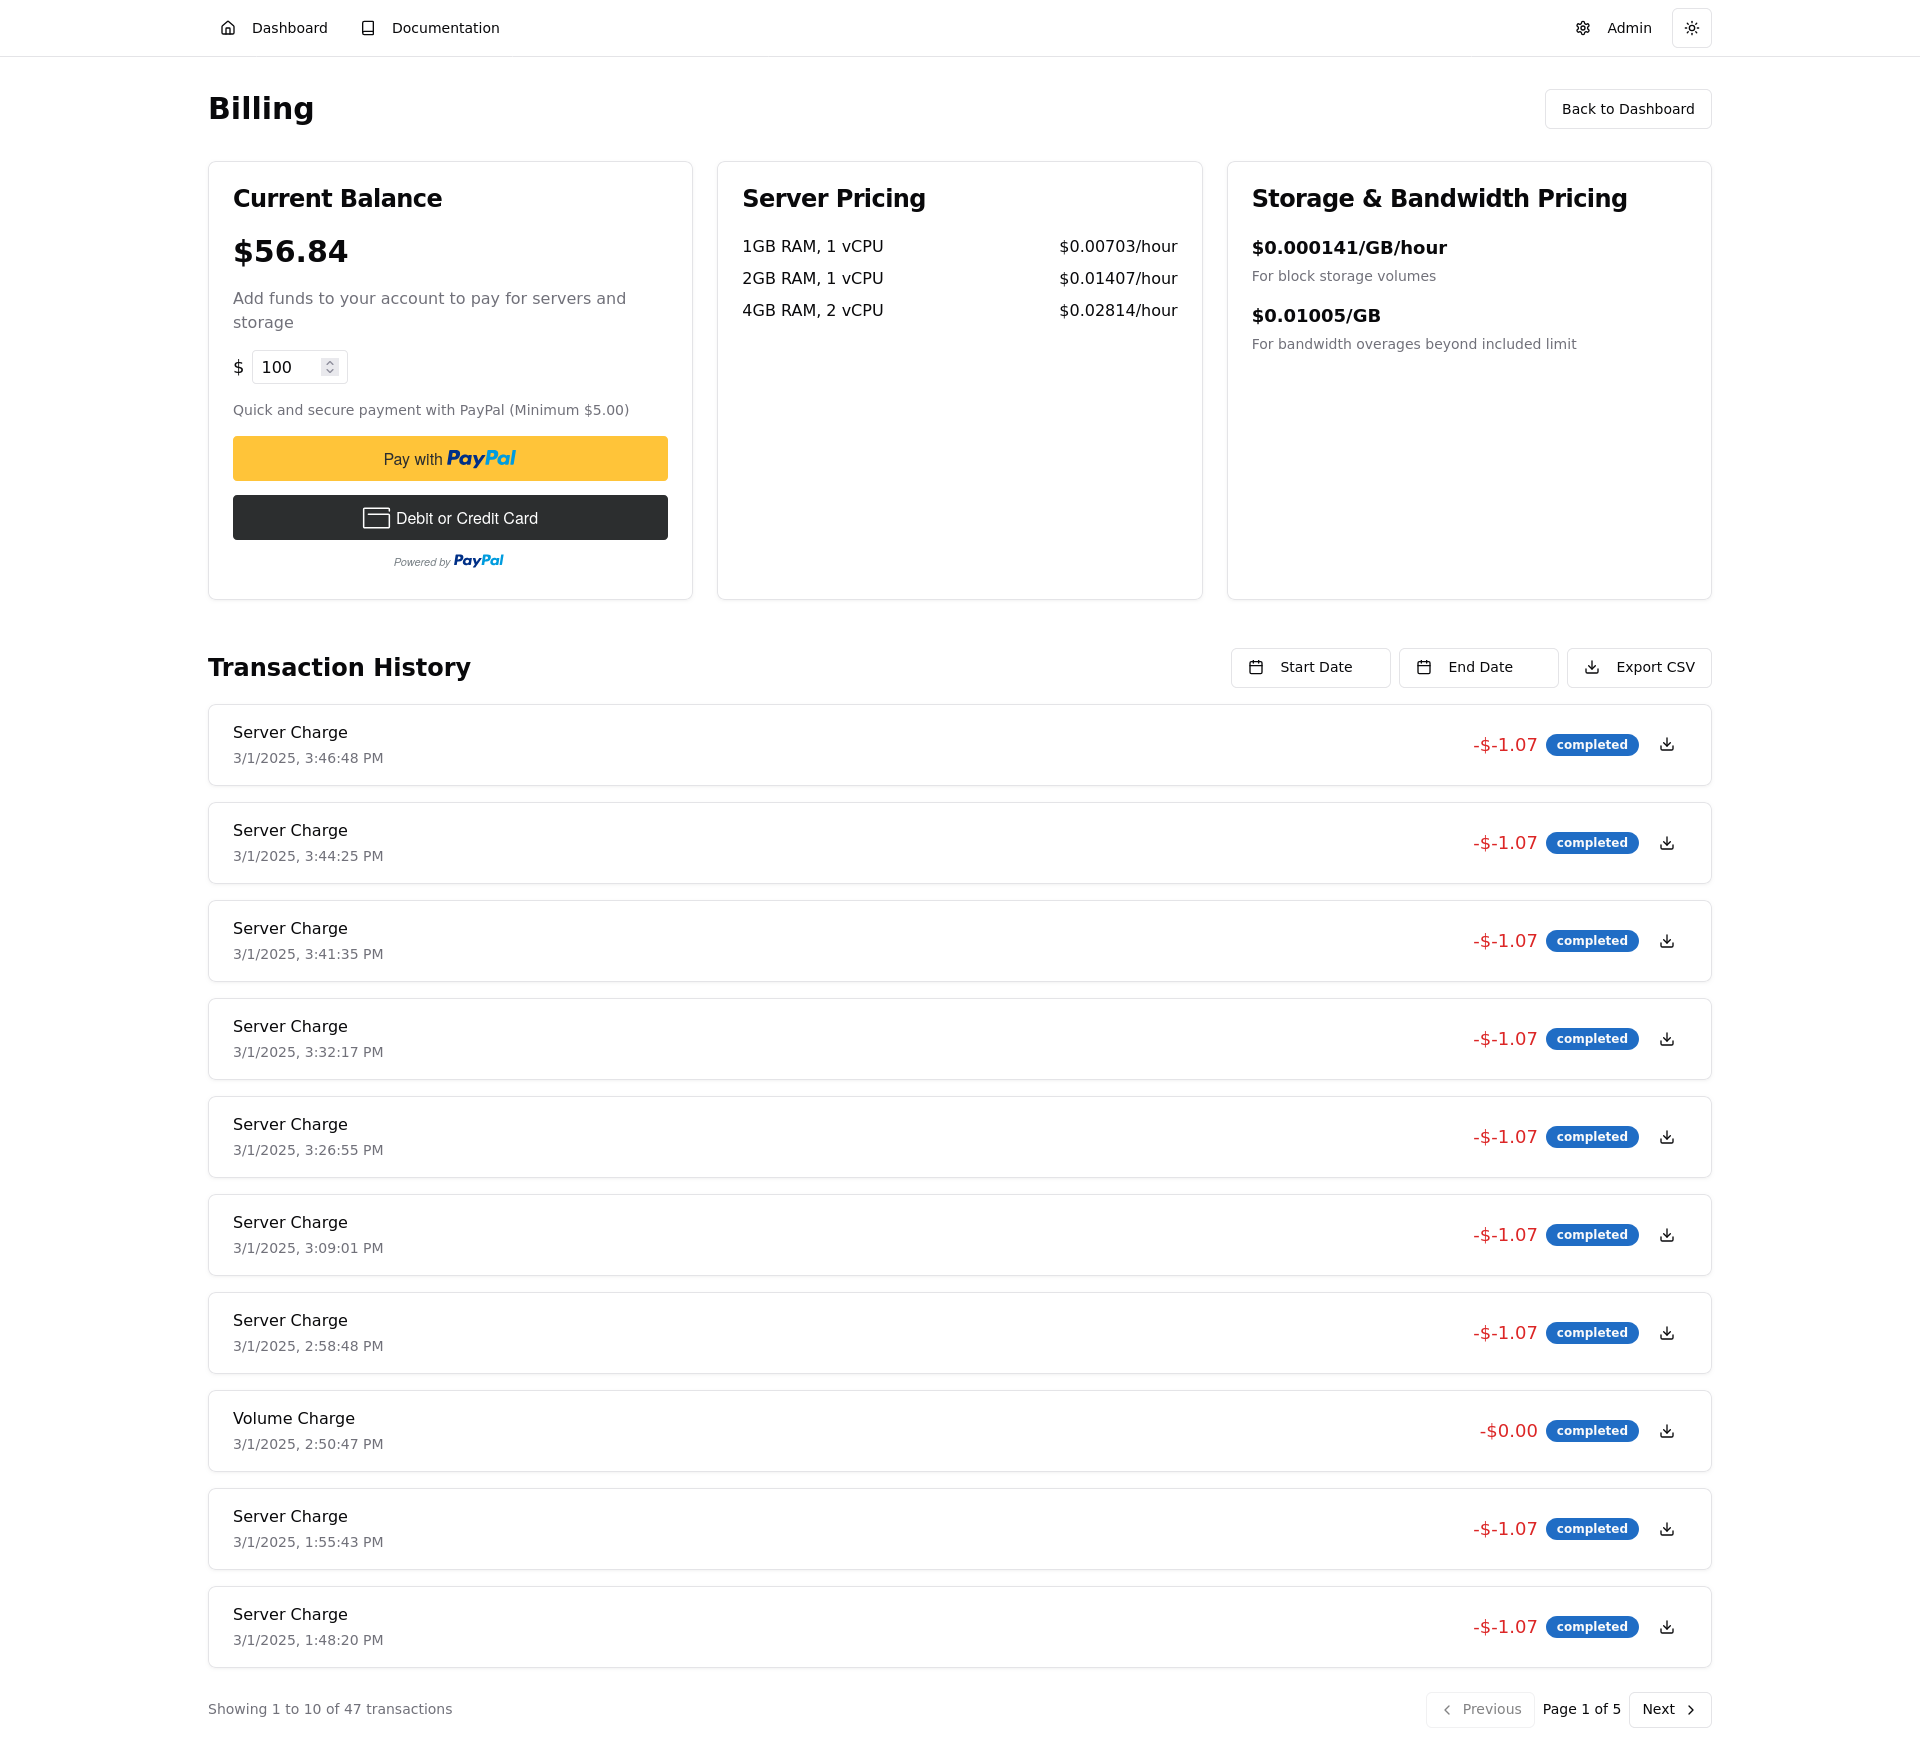 Dashboard Documentation Admin
Billing
Back to Dashboard
Current Balance
$56.84
Add funds to your account to pay for servers and
storage
$ 100
Quick and secure payment with PayPal (Minimum $5.00)
Pay with PayPal
Debit or Credit Card
Powered by PayPal
Server Pricing
1GB RAM, 1 vCPU $0.00703/hour
2GB RAM, 1 vCPU $0.01407/hour
4GB RAM, 2 vCPU $0.02814/hour
Storage & Bandwidth Pricing
$0.000141/GB/hour
For block storage volumes
$0.01005/GB
For bandwidth overages beyond included limit
Transaction History
Start Date End Date Export CSV
Server Charge
3/1/2025, 3:46:48 PM
-$-1.07 completed
Server Charge
3/1/2025, 3:44:25 PM
-$-1.07 completed
Server Charge
3/1/2025, 3:41:35 PM
-$-1.07 completed
Server Charge
3/1/2025, 3:32:17 PM
-$-1.07 completed
Server Charge
3/1/2025, 3:26:55 PM
-$-1.07 completed
Server Charge
3/1/2025, 3:09:01 PM
-$-1.07 completed
Server Charge
3/1/2025, 2:58:48 PM
-$-1.07 completed
Volume Charge
3/1/2025, 2:50:47 PM
-$0.00 completed
Server Charge
3/1/2025, 1:55:43 PM
-$-1.07 completed
Server Charge
3/1/2025, 1:48:20 PM
-$-1.07 completed
Showing 1 to 10 of 47 transactions
Previous Page 1 of 5 Next